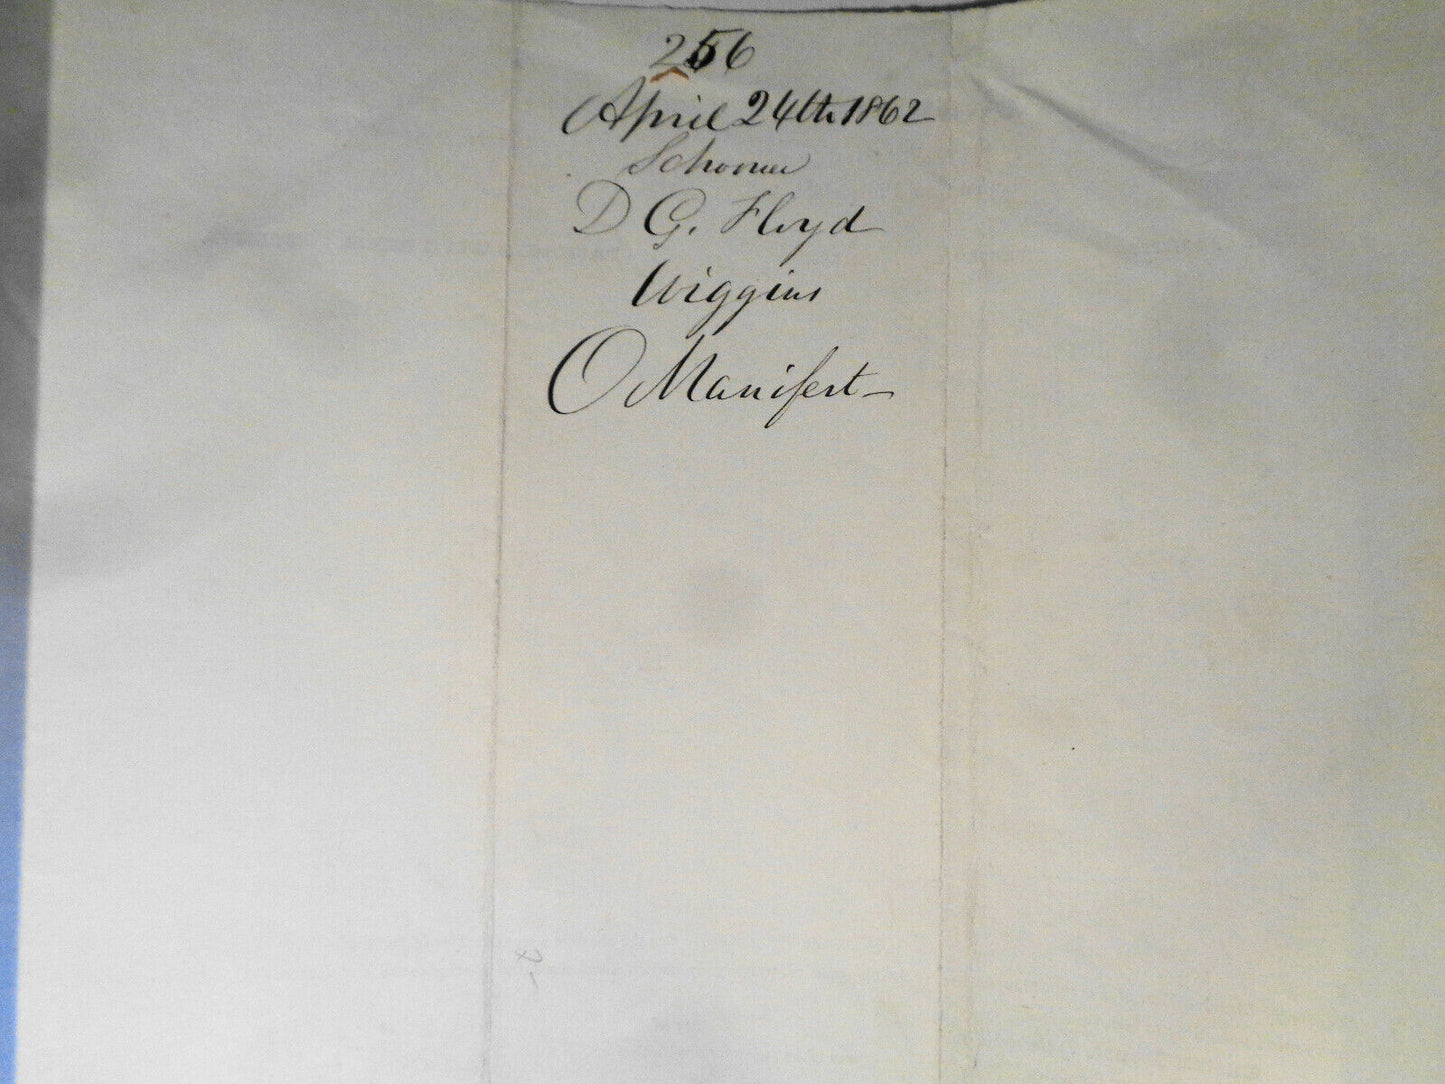 256
April 24th 1862
Schooner
D G. Floyd
Wiggins
Manifest